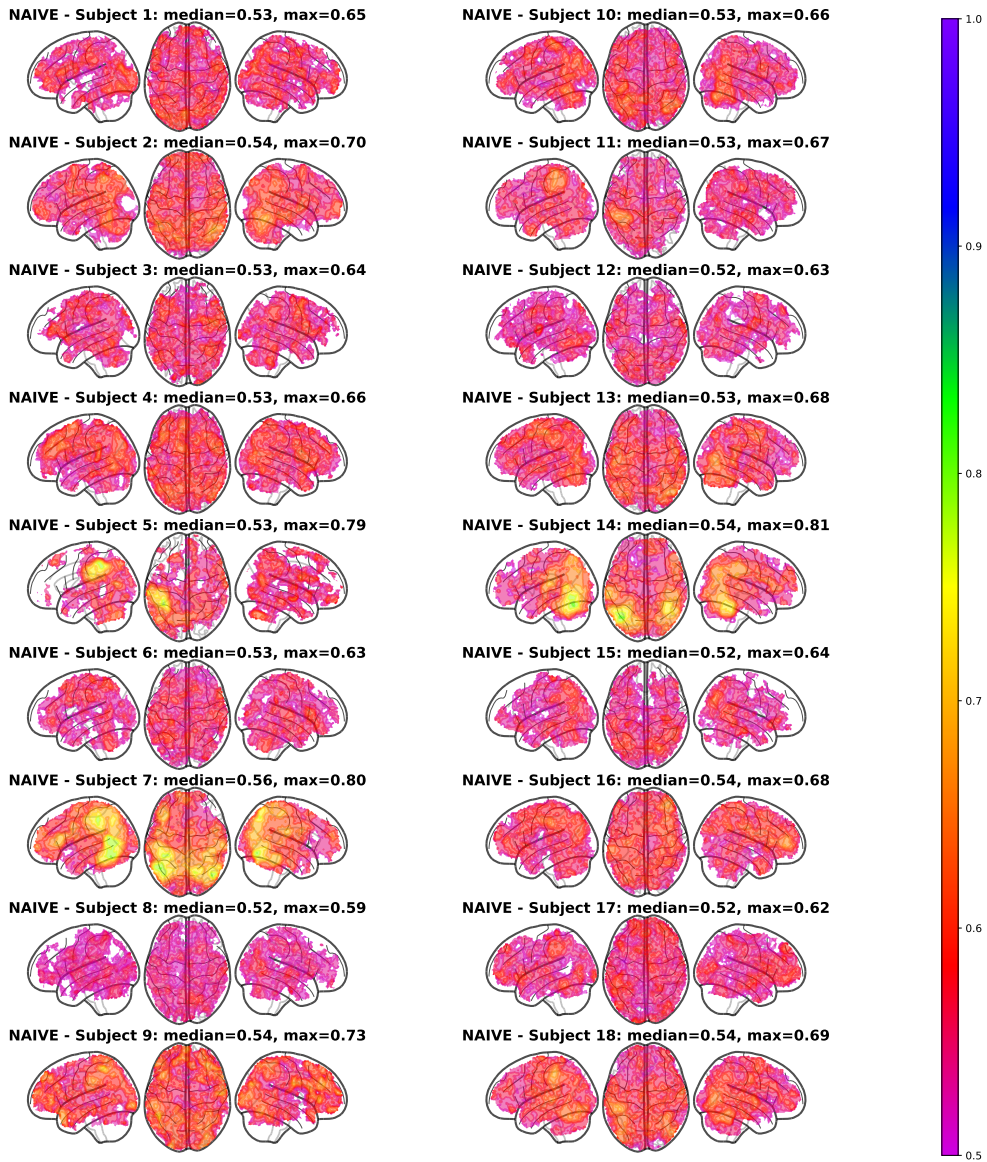 NAIVE - Subject 1: median=0.53, max=0.65
NAIVE - Subject 2: median=0.54, max=0.70
NAIVE - Subject 3: median=0.53, max=0.64
NAIVE - Subject 4: median=0.53, max=0.66
NAIVE - Subject 5: median=0.53, max=0.79
NAIVE - Subject 6: median=0.53, max=0.63
NAIVE - Subject 7: median=0.56, max=0.80
NAIVE - Subject 8: median=0.52, max=0.59
NAIVE - Subject 9: median=0.54, max=0.73
NAIVE - Subject 10: median=0.53, max=0.66
NAIVE - Subject 11: median=0.53, max=0.67
NAIVE - Subject 12: median=0.52, max=0.63
NAIVE - Subject 13: median=0.53, max=0.68
NAIVE - Subject 14: median=0.54, max=0.81
NAIVE - Subject 15: median=0.52, max=0.64
NAIVE - Subject 16: median=0.54, max=0.68
NAIVE - Subject 17: median=0.52, max=0.62
NAIVE - Subject 18: median=0.54, max=0.69
1.0
0.9
0.8
0.7
0.6
0.5